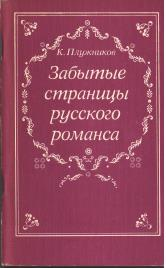 К. Плужников
Забытые
страницы
русского
романса